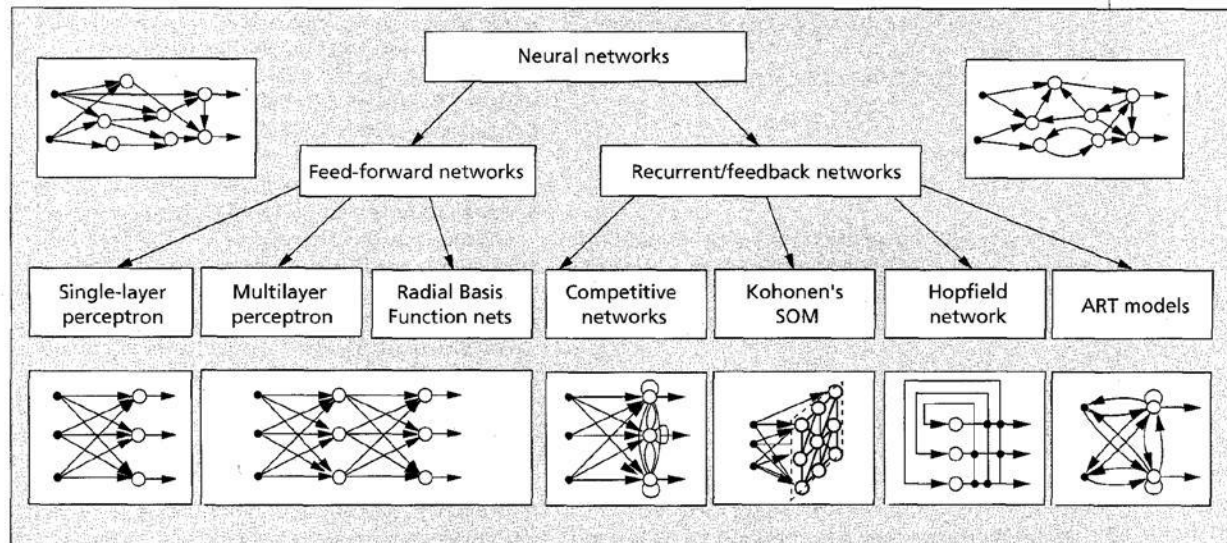 Neural networks
Feed-forward networks
Recurrent/feedback networks
Single-layer
perceptron
Multilayer
perceptron
Radial Basis
Function nets
Competitive
networks
Kohonen's
SOM
Hopfield
network
ART models